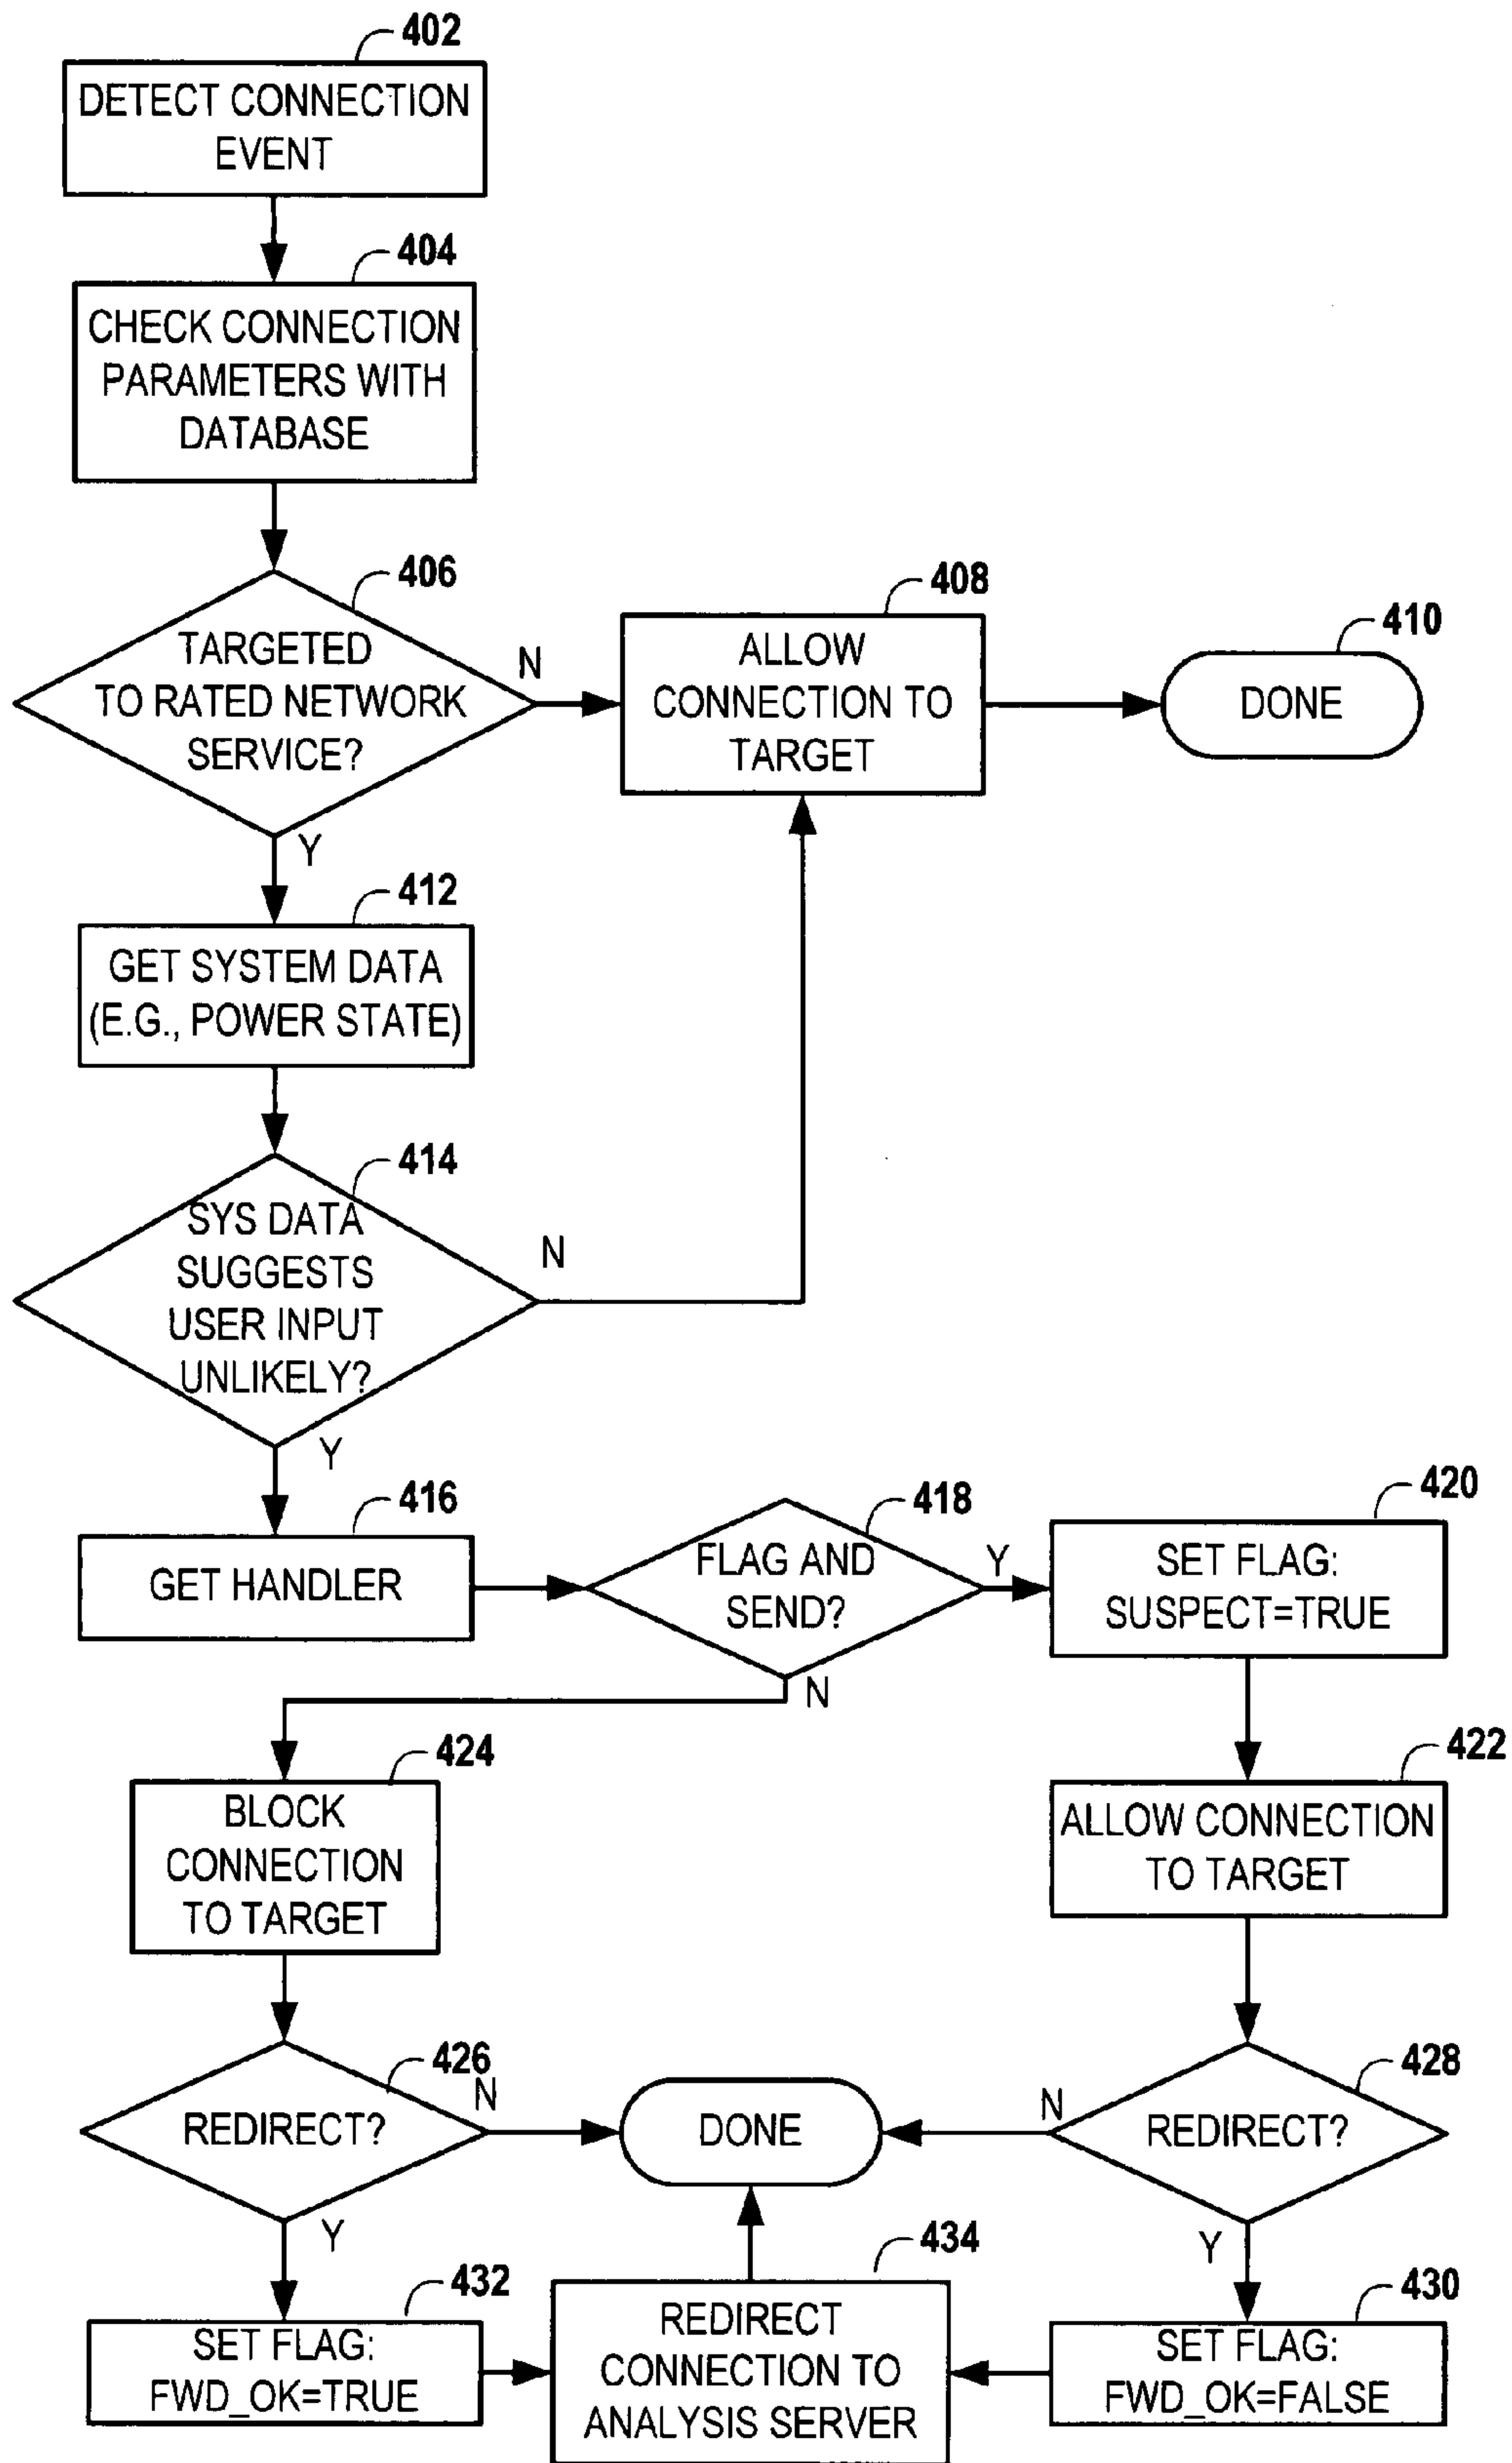 402
DETECT CONNECTION
EVENT
404
CHECK CONNECTION
PARAMETERS WITH
DATABASE
406
TARGETED
TO RATED NETWORK
SERVICE?
N
Y
408
ALLOW
CONNECTION TO
TARGET
410
DONE
412
GET SYSTEM DATA
(E.G., POWER STATE)
414
SYS DATA
SUGGESTS
USER INPUT
UNLIKELY?
N
Y
416
GET HANDLER
418
FLAG AND
SEND?
Y
N
420
SET FLAG:
SUSPECT=TRUE
422
ALLOW CONNECTION
TO TARGET
424
BLOCK
CONNECTION
TO TARGET
426
REDIRECT?
N
Y
DONE
428
REDIRECT?
N
Y
432
SET FLAG:
FWD_OK=TRUE
434
REDIRECT
CONNECTION TO
ANALYSIS SERVER
430
SET FLAG:
FWD_OK=FALSE